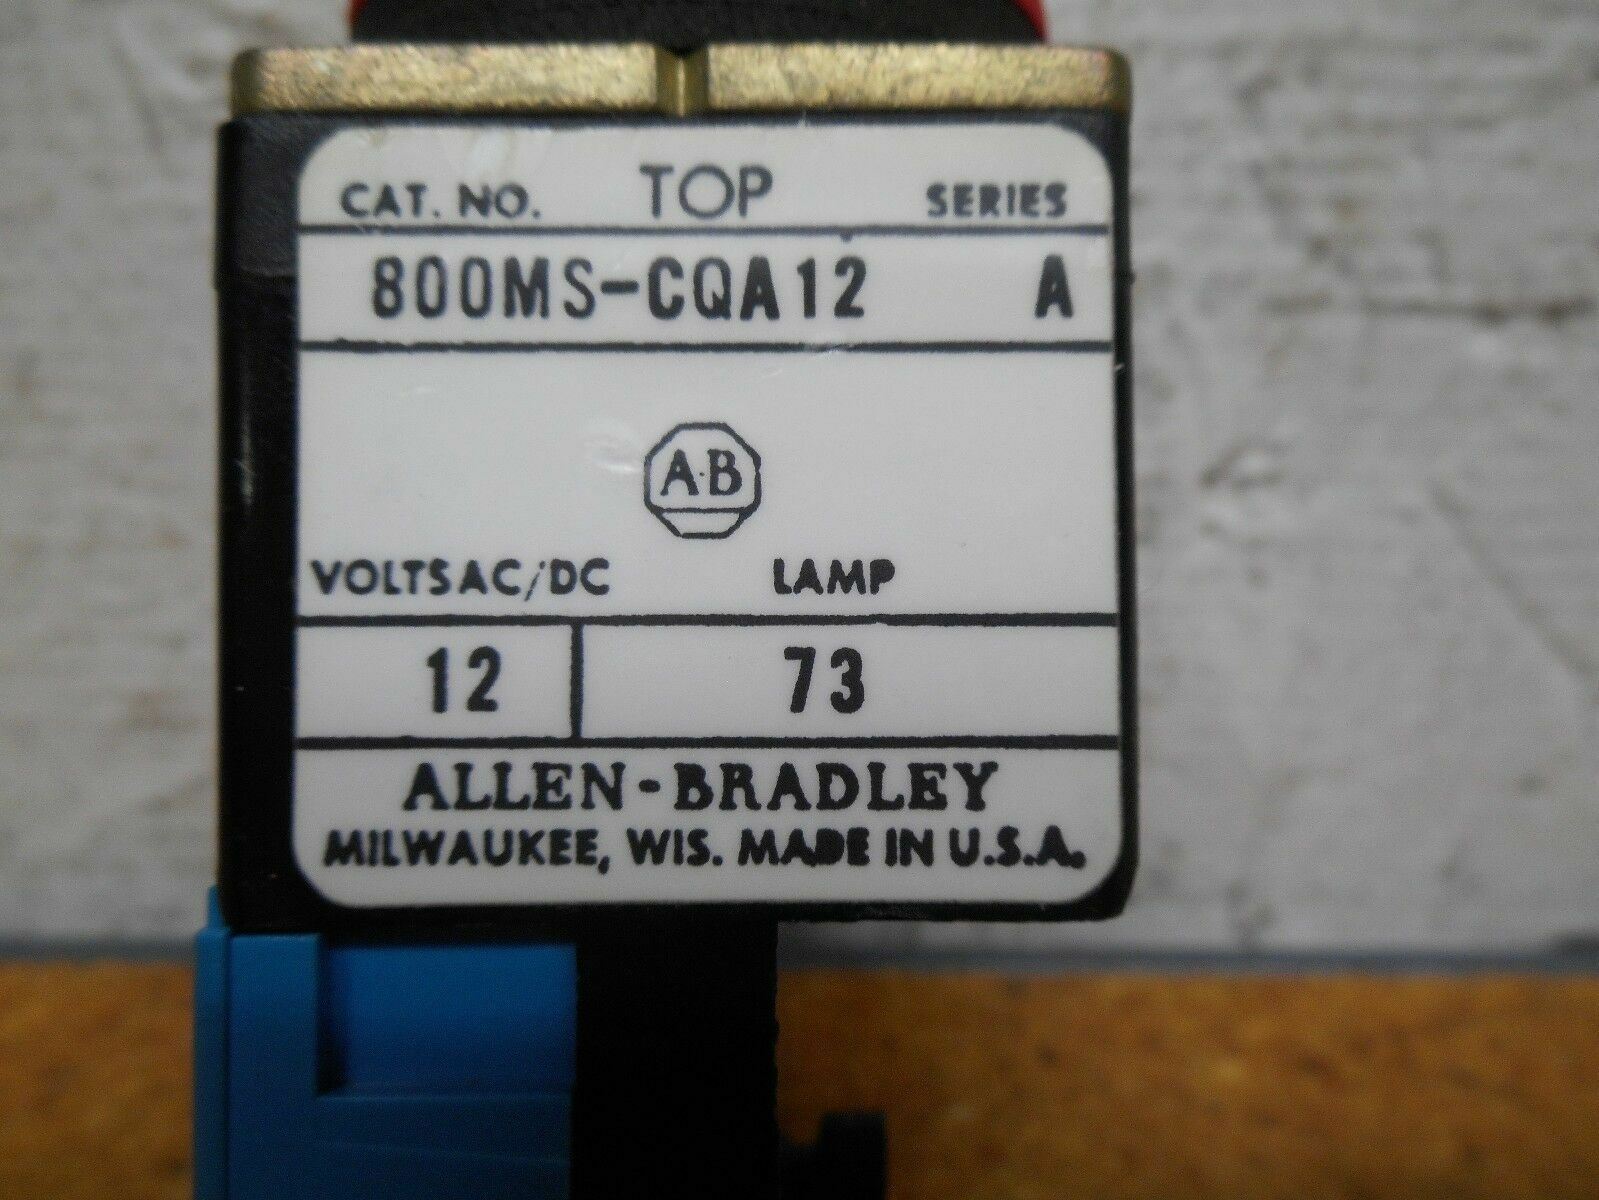 CAT. NO. TOP SERIES
800MS-CQA12 A
A·B
VOLTS AC/DC LAMP
12 73
ALLEN-BRADLEY
MILWAUKEE, WIS. MADE IN U.S.A.